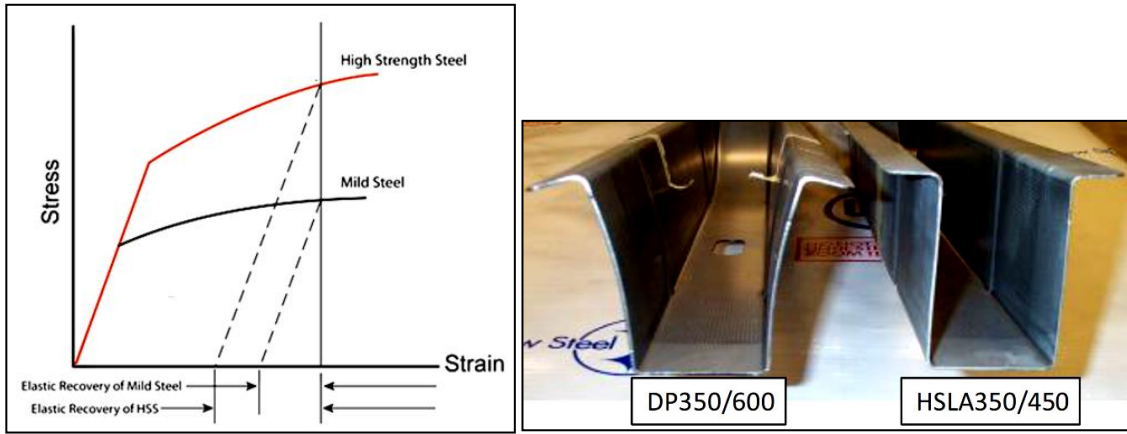 High Strength Steel
Mild Steel
Stress
Strain
Elastic Recovery of Mild Steel
Elastic Recovery of HSS
w Steel
DP350/600
HSLA350/450